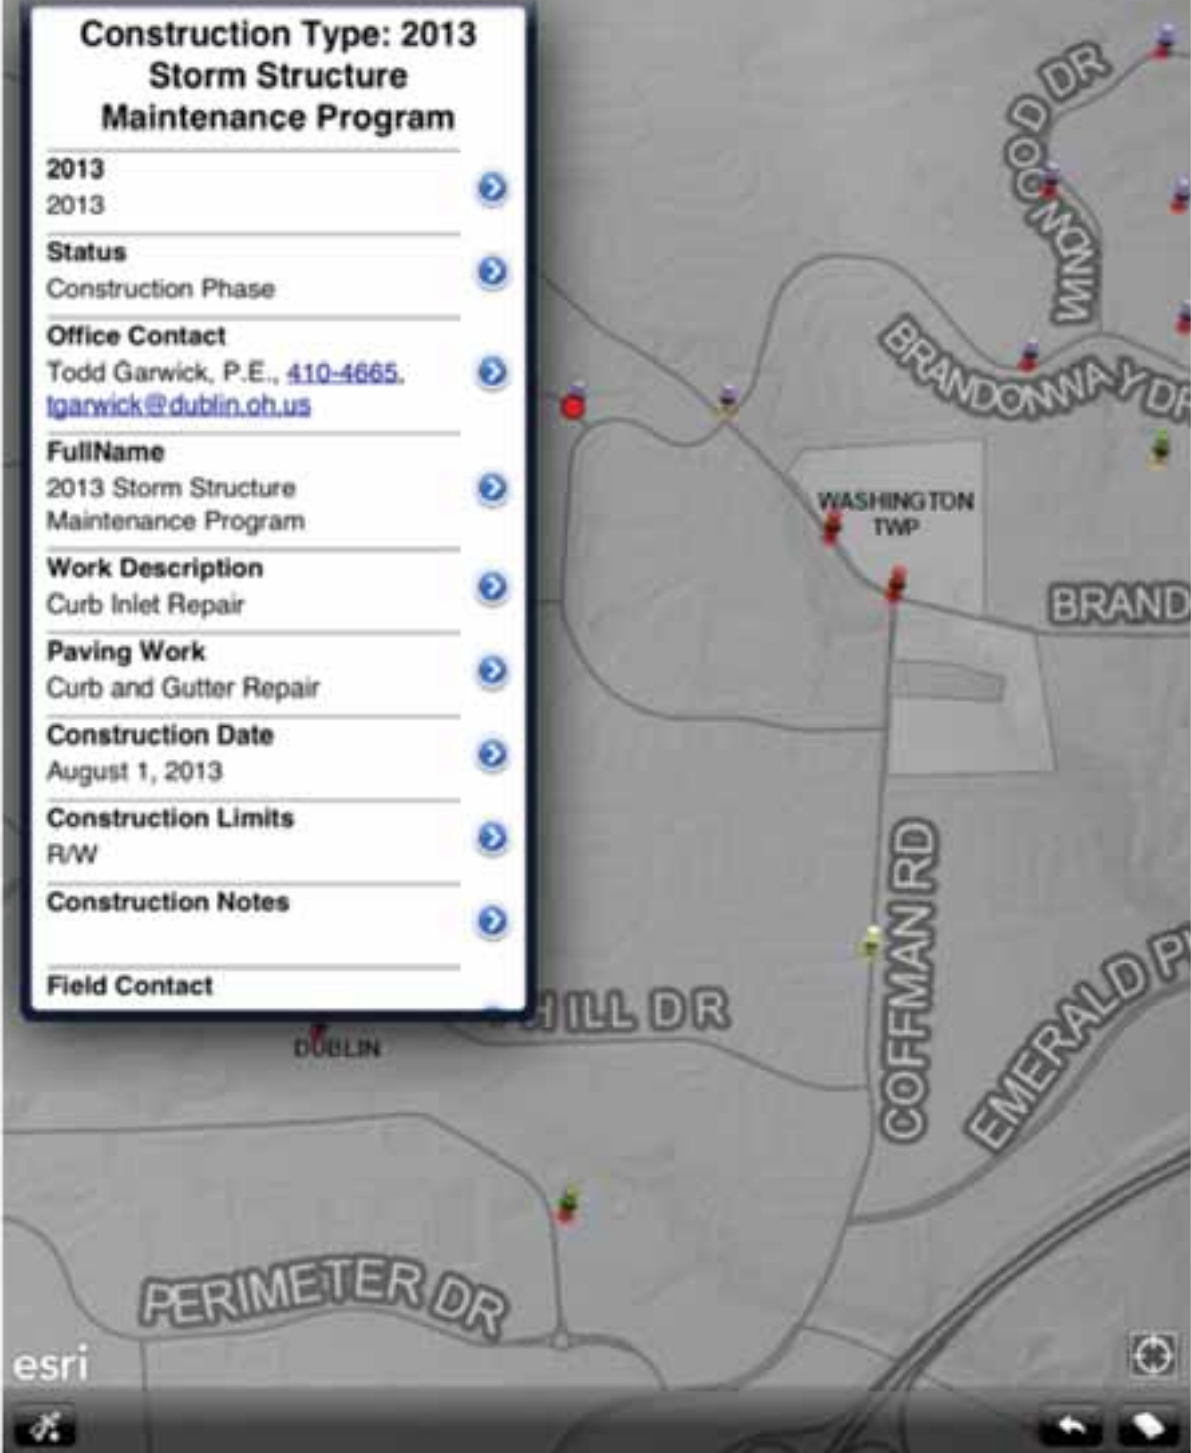 Construction Type: 2013
Storm Structure
Maintenance Program
2013
2013
Status
Construction Phase
Office Contact
Todd Garwick, P.E., 410-4665,
tgarwick@dublin.oh.us
FullName
2013 Storm Structure
Maintenance Program
Work Description
Curb Inlet Repair
Paving Work
Curb and Gutter Repair
Construction Date
August 1, 2013
Construction Limits
R/W
Construction Notes
Field Contact
WINDWOOD DR
BRANDONWAY DR
WASHINGTON
TWP
BRAND
COFFMAN RD
EMERALD P
HILL DR
DUBLIN
PERIMETER DR
esri